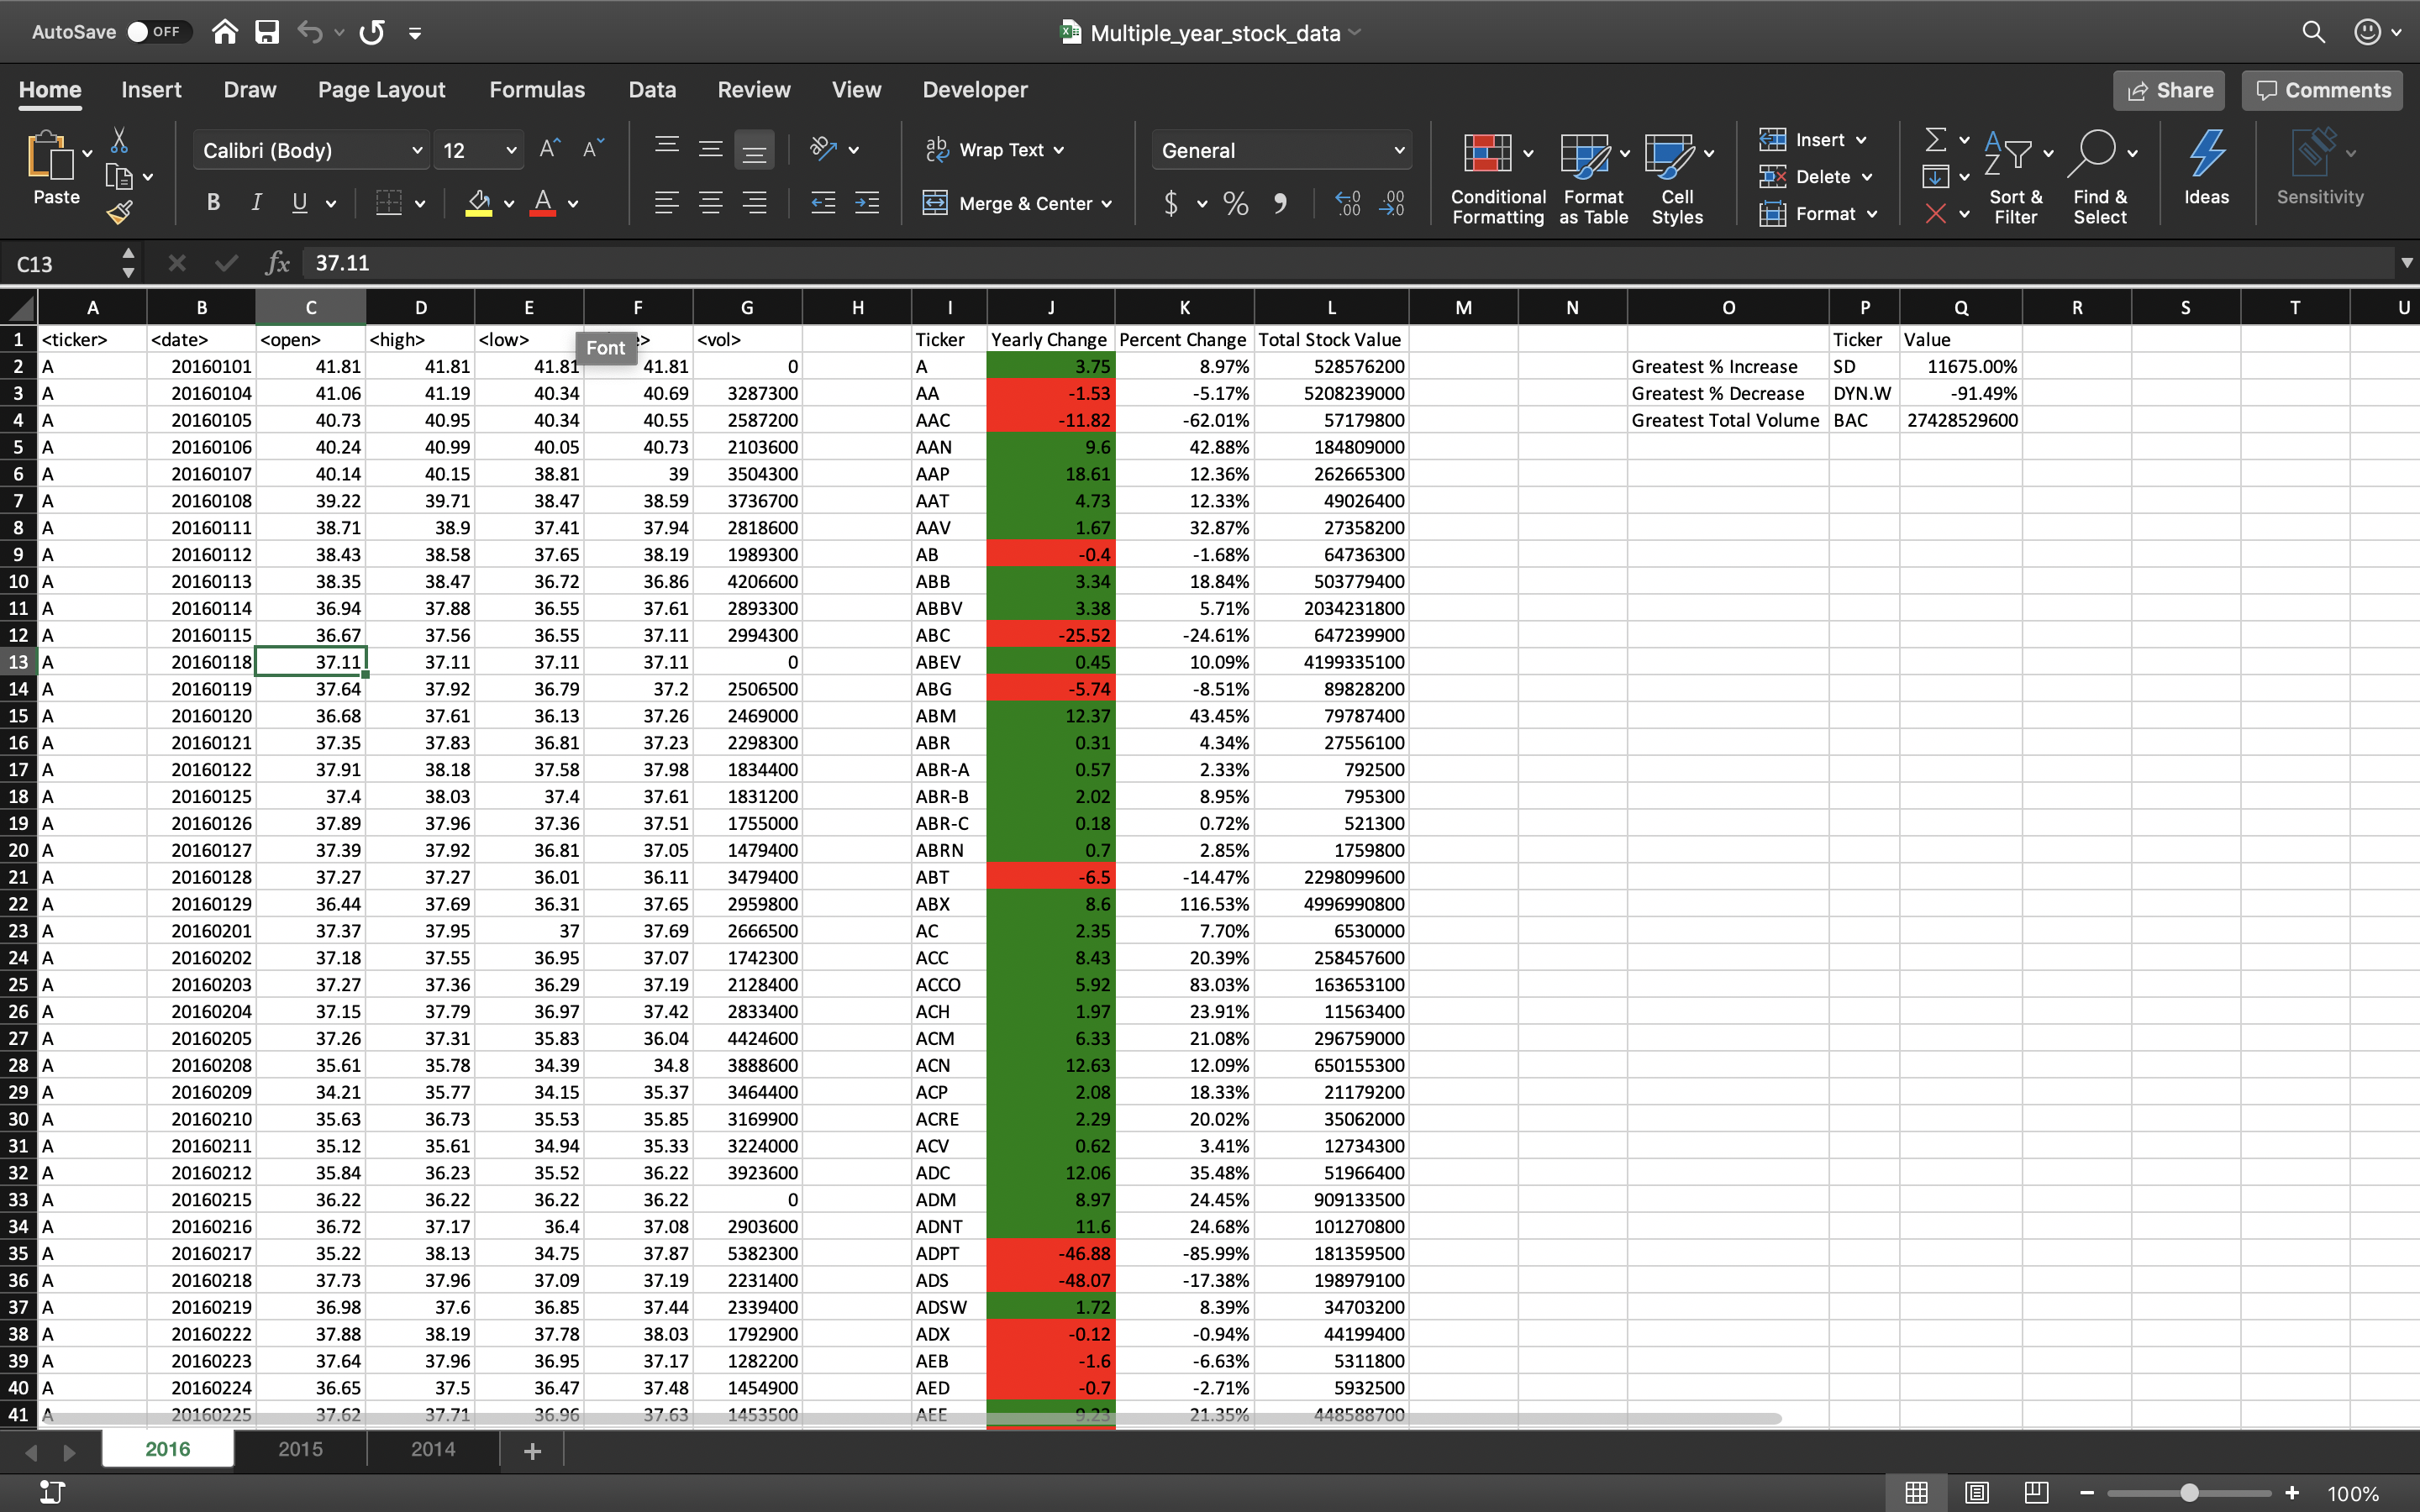 AutoSave OFF Multiple_year_stock_data
Home Insert Draw Page Layout Formulas Data Review View Developer Share Comments
Paste Calibri (Body) 12 Wrap Text General Conditional Formatting Format as Table Cell Styles Insert Sort & Filter Find & Select Ideas Sensitivity
B I U Merge & Center $ % Delete
Format
C13 fx 37.11
A B C D E F G H I J K L M N O P Q R S T U
1 <ticker> <date> <open> <high> <low> Font e> <vol> Ticker Yearly Change Percent Change Total Stock Value Ticker Value
2 A 20160101 41.81 41.81 41.81 41.81 0 A 3.75 8.97% 528576200 Greatest % Increase SD 11675.00%
3 A 20160104 41.06 41.19 40.34 40.69 3287300 AA -1.53 -5.17% 5208239000 Greatest % Decrease DYN.W -91.49%
4 A 20160105 40.73 40.95 40.34 40.55 2587200 AAC -11.82 -62.01% 57179800 Greatest Total Volume BAC 27428529600
5 A 20160106 40.24 40.99 40.05 40.73 2103600 AAN 9.6 42.88% 184809000
6 A 20160107 40.14 40.15 38.81 39 3504300 AAP 18.61 12.36% 262665300
7 A 20160108 39.22 39.71 38.47 38.59 3736700 AAT 4.73 12.33% 49026400
8 A 20160111 38.71 38.9 37.41 37.94 2818600 AAV 1.67 32.87% 27358200
9 A 20160112 38.43 38.58 37.65 38.19 1989300 AB -0.4 -1.68% 64736300
10 A 20160113 38.35 38.47 36.72 36.86 4206600 ABB 3.34 18.84% 503779400
11 A 20160114 36.94 37.88 36.55 37.61 2893300 ABBV 3.38 5.71% 2034231800
12 A 20160115 36.67 37.56 36.55 37.11 2994300 ABC -25.52 -24.61% 647239900
13 A 20160118 37.11 37.11 37.11 37.11 0 ABEV 0.45 10.09% 4199335100
14 A 20160119 37.64 37.92 36.79 37.2 2506500 ABG -5.74 -8.51% 89828200
15 A 20160120 36.68 37.61 36.13 37.26 2469000 ABM 12.37 43.45% 79787400
16 A 20160121 37.35 37.83 36.81 37.23 2298300 ABR 0.31 4.34% 27556100
17 A 20160122 37.91 38.18 37.58 37.98 1834400 ABR-A 0.57 2.33% 792500
18 A 20160125 37.4 38.03 37.4 37.61 1831200 ABR-B 2.02 8.95% 795300
19 A 20160126 37.89 37.96 37.36 37.51 1755000 ABR-C 0.18 0.72% 521300
20 A 20160127 37.39 37.92 36.81 37.05 1479400 ABRN 0.7 2.85% 1759800
21 A 20160128 37.27 37.27 36.01 36.11 3479400 ABT -6.5 -14.47% 2298099600
22 A 20160129 36.44 37.69 36.31 37.65 2959800 ABX 8.6 116.53% 4996990800
23 A 20160201 37.37 37.95 37 37.69 2666500 AC 2.35 7.70% 6530000
24 A 20160202 37.18 37.55 36.95 37.07 1742300 ACC 8.43 20.39% 258457600
25 A 20160203 37.27 37.36 36.29 37.19 2128400 ACCO 5.92 83.03% 163653100
26 A 20160204 37.15 37.79 36.97 37.42 2833400 ACH 1.97 23.91% 11563400
27 A 20160205 37.26 37.31 35.83 36.04 4424600 ACM 6.33 21.08% 296759000
28 A 20160208 35.61 35.78 34.39 34.8 3888600 ACN 12.63 12.09% 650155300
29 A 20160209 34.21 35.77 34.15 35.37 3464400 ACP 2.08 18.33% 21179200
30 A 20160210 35.63 36.73 35.53 35.85 3169900 ACRE 2.29 20.02% 35062000
31 A 20160211 35.12 35.61 34.94 35.33 3224000 ACV 0.62 3.41% 12734300
32 A 20160212 35.84 36.23 35.52 36.22 3923600 ADC 12.06 35.48% 51966400
33 A 20160215 36.22 36.22 36.22 36.22 0 ADM 8.97 24.45% 909133500
34 A 20160216 36.72 37.17 36.4 37.08 2903600 ADNT 11.6 24.68% 101270800
35 A 20160217 35.22 38.13 34.75 37.87 5382300 ADPT -46.88 -85.99% 181359500
36 A 20160218 37.73 37.96 37.09 37.19 2231400 ADS -48.07 -17.38% 198979100
37 A 20160219 36.98 37.6 36.85 37.44 2339400 ADSW 1.72 8.39% 34703200
38 A 20160222 37.88 38.19 37.78 38.03 1792900 ADX -0.12 -0.94% 44199400
39 A 20160223 37.64 37.96 36.95 37.17 1282200 AEB -1.6 -6.63% 5311800
40 A 20160224 36.65 37.5 36.47 37.48 1454900 AED -0.7 -2.71% 5932500
41 A 20160225 37.62 37.71 36.96 37.63 1453500 AEE 9.23 21.35% 448588700
2016 2015 2014 +
100%